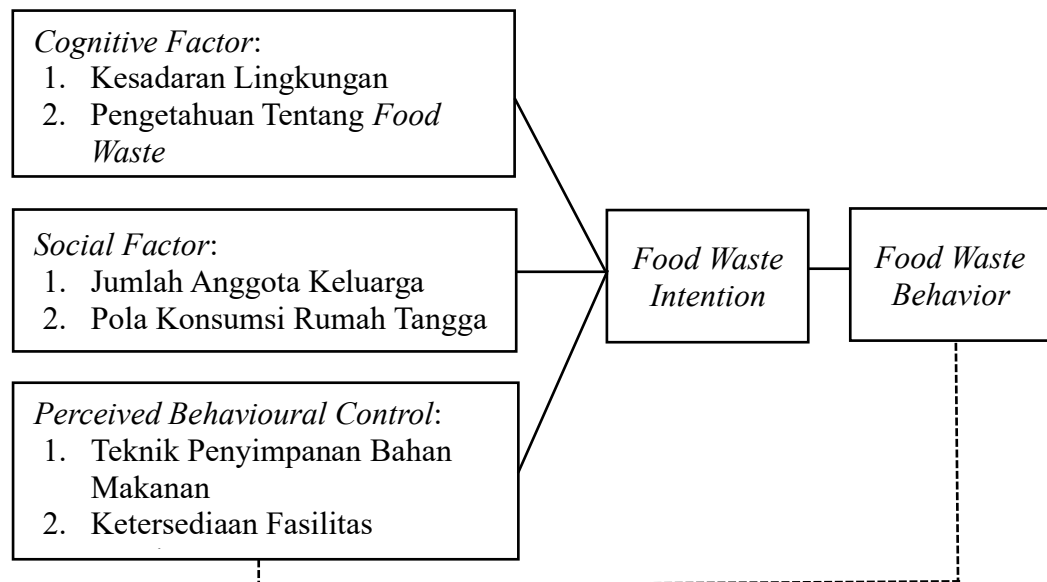 Cognitive Factor:
1. Kesadaran Lingkungan
2. Pengetahuan Tentang Food
Waste
Social Factor:
1. Jumlah Anggota Keluarga
2. Pola Konsumsi Rumah Tangga
Perceived Behavioural Control:
1. Teknik Penyimpanan Bahan
Makanan
2. Ketersediaan Fasilitas
Food Waste
Intention
Food Waste
Behavior